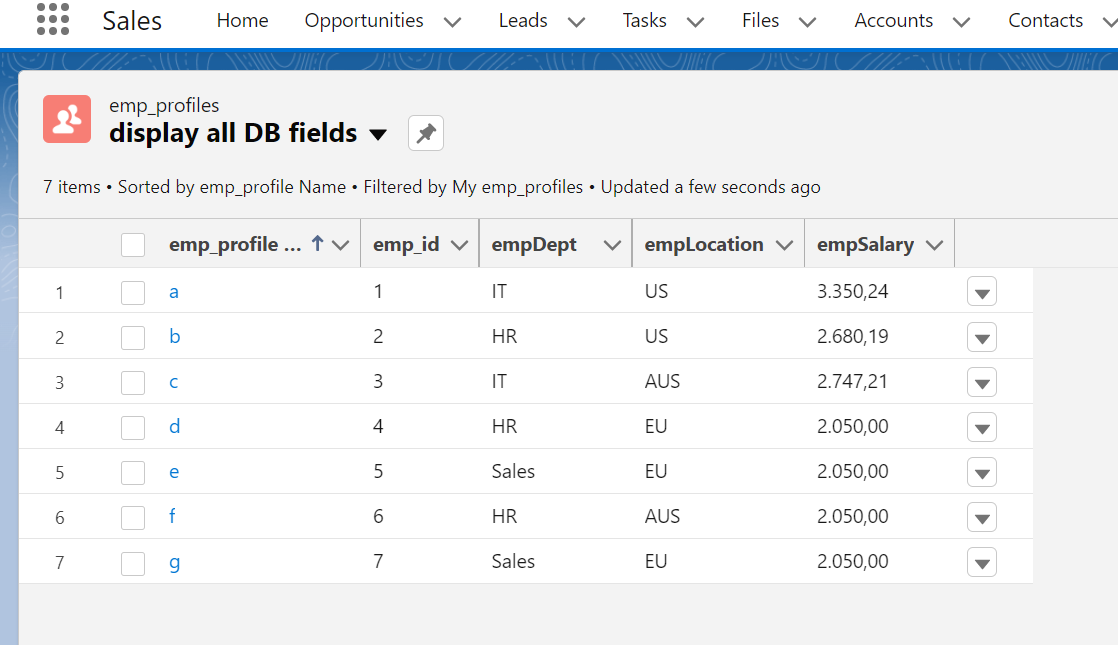 Sales Home Opportunities Leads Tasks Files Accounts Contacts
emp_profiles
display all DB fields
7 items • Sorted by emp_profile Name • Filtered by My emp_profiles • Updated a few seconds ago
emp_profile ... emp_id empDept empLocation empSalary
1 a 1 IT US 3.350,24
2 b 2 HR US 2.680,19
3 c 3 IT AUS 2.747,21
4 d 4 HR EU 2.050,00
5 e 5 Sales EU 2.050,00
6 f 6 HR AUS 2.050,00
7 g 7 Sales EU 2.050,00